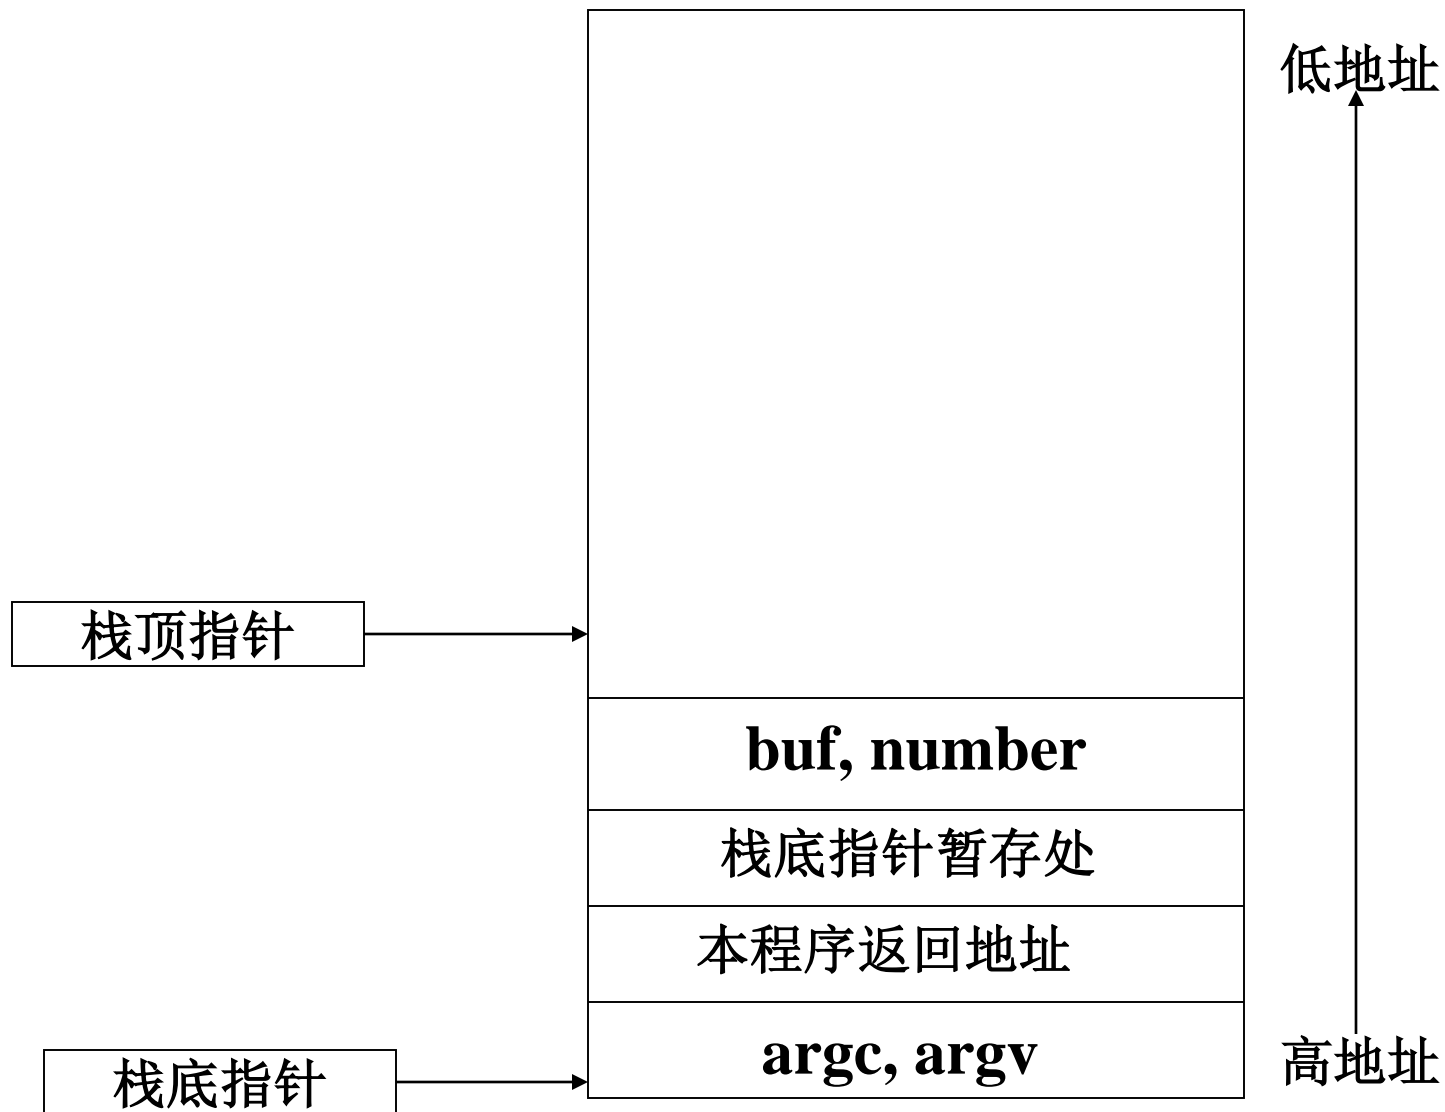 低地址
栈顶指针
buf, number
栈底指针暂存处
本程序返回地址
argc, argv
高地址
栈底指针